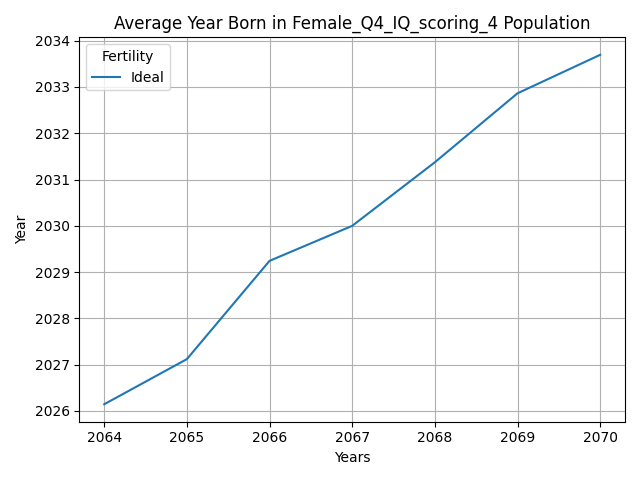 Average Year Born in Female_Q4_IQ_scoring_4 Population
2034
2033
2032
2031
2030
2029
2028
2027
2026
Year
Fertility
Ideal
2064 2065 2066 2067 2068 2069 2070
Years